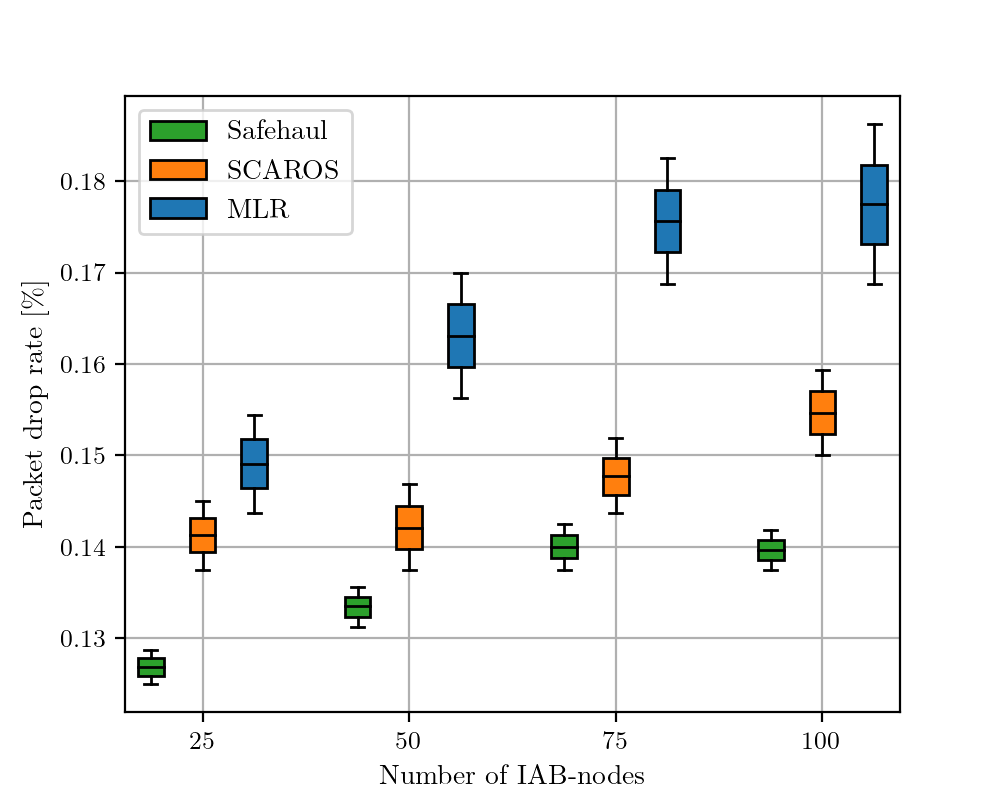 Safehaul
SCAROS
MLR
0.18
0.17
0.16
0.15
0.14
0.13
Packet drop rate [%]
25 50 75 100
Number of IAB-nodes